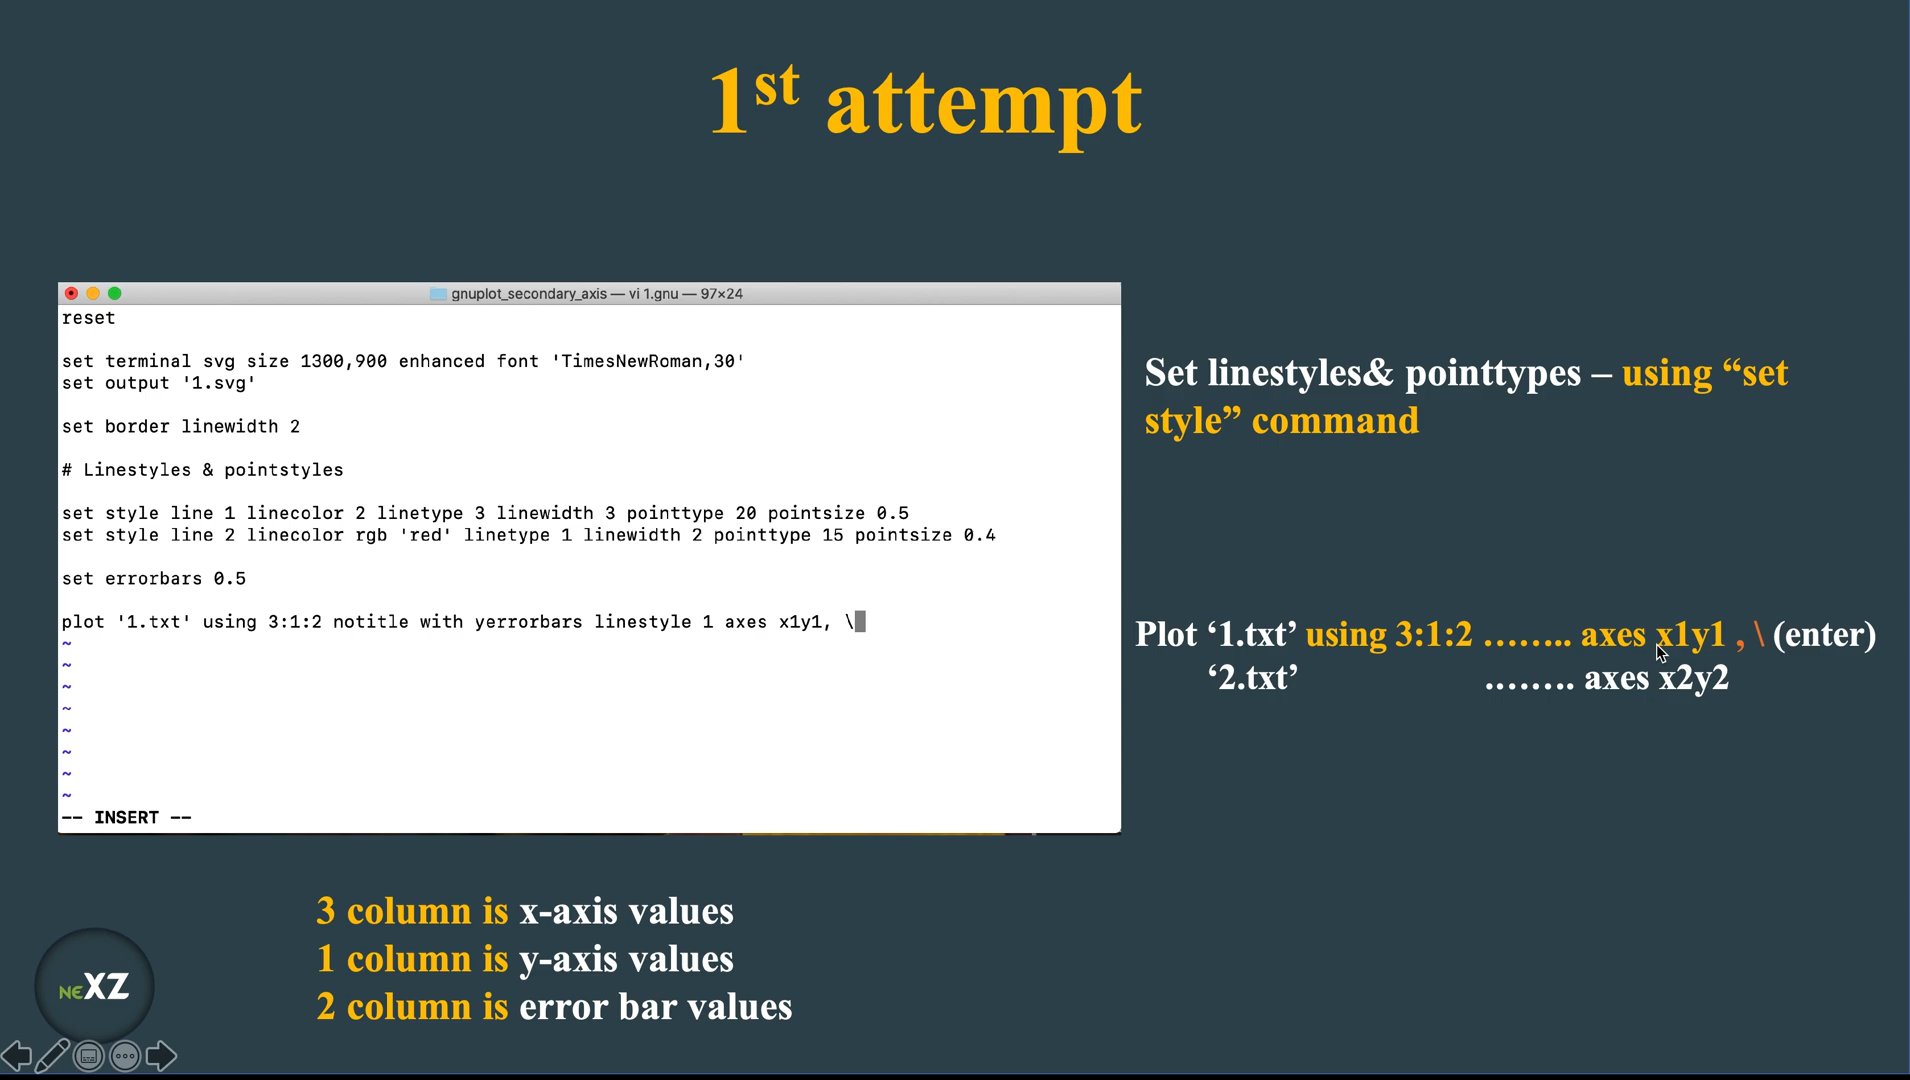 1st attempt
gnuplot_secondary_axis — vi 1.gnu — 97×24
reset
set terminal svg size 1300,900 enhanced font 'TimesNewRoman,30'
set output '1.svg'
set border linewidth 2
# Linestyles & pointstyles
set style line 1 linecolor 2 linetype 3 linewidth 3 pointtype 20 pointsize 0.5
set style line 2 linecolor rgb 'red' linetype 1 linewidth 2 pointtype 15 pointsize 0.4
set errorbars 0.5
plot '1.txt' using 3:1:2 notitle with yerrorbars linestyle 1 axes x1y1, \
~
~
~
~
~
~
~
~
-- INSERT --
Set linestyles& pointtypes – using “set
style” command
Plot ‘1.txt’ using 3:1:2 …….. axes x1y1 , \ (enter)
‘2.txt’ …….. axes x2y2
3 column is x-axis values
1 column is y-axis values
2 column is error bar values
NEXZ